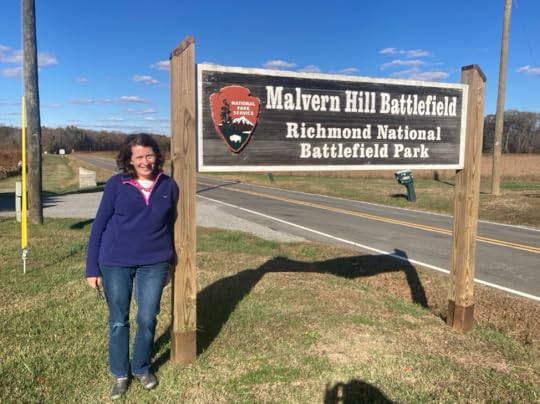 NATIONAL
PARK
SERVICE
Malvern Hill Battlefield
Richmond National
Battlefield Park